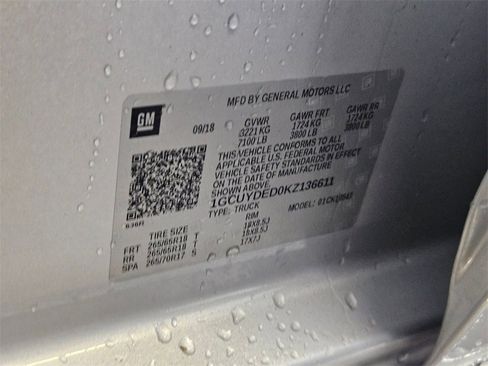 MFD BY GENERAL MOTORS LLC
GM
09/18
GVWR GAWR FRT GAWR RR
3221 KG 1724 KG 1724 KG
7100 LB 3800 LB 3800 LB
THIS VEHICLE CONFORMS TO ALL
APPLICABLE U.S. FEDERAL MOTOR
VEHICLE SAFETY STANDARDS IN EFFECT
ON THE DATE OF MANUFACTURE
SHOWN ABOVE.
1GCUYDED0KZ136611
TYPE: TRUCK MODEL:
TIRE SIZE RIM
FRT 265/65R18 T 18X8.5J
RR 265/65R18 T 18X8.5J
SPA 265/70R17 S 17X7J